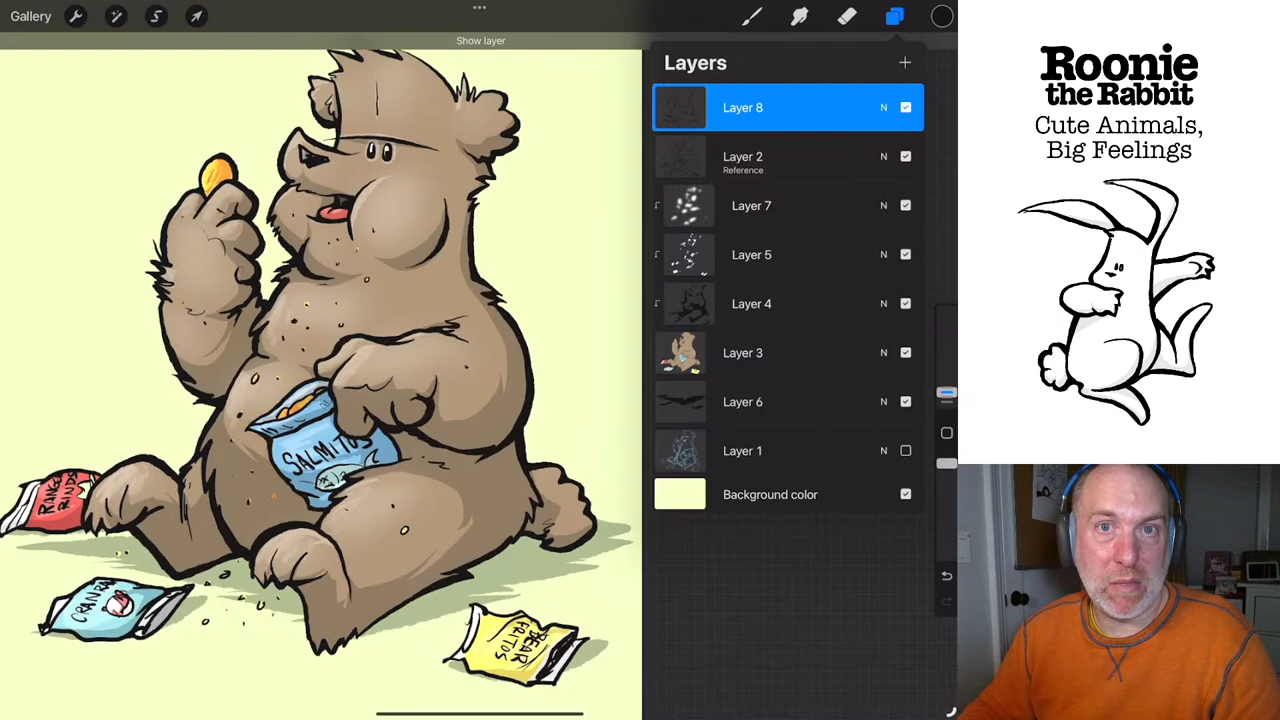 Gallery
Show layer
Layers
Layer 8
N
Layer 2
N
Reference
Layer 7
N
Layer 5
N
Layer 4
N
Layer 3
N
Layer 6
N
Layer 1
N
Background color
SALMITOS
RINDS
BEAR
FRITOS
Roonie
the Rabbit
Cute Animals,
Big Feelings